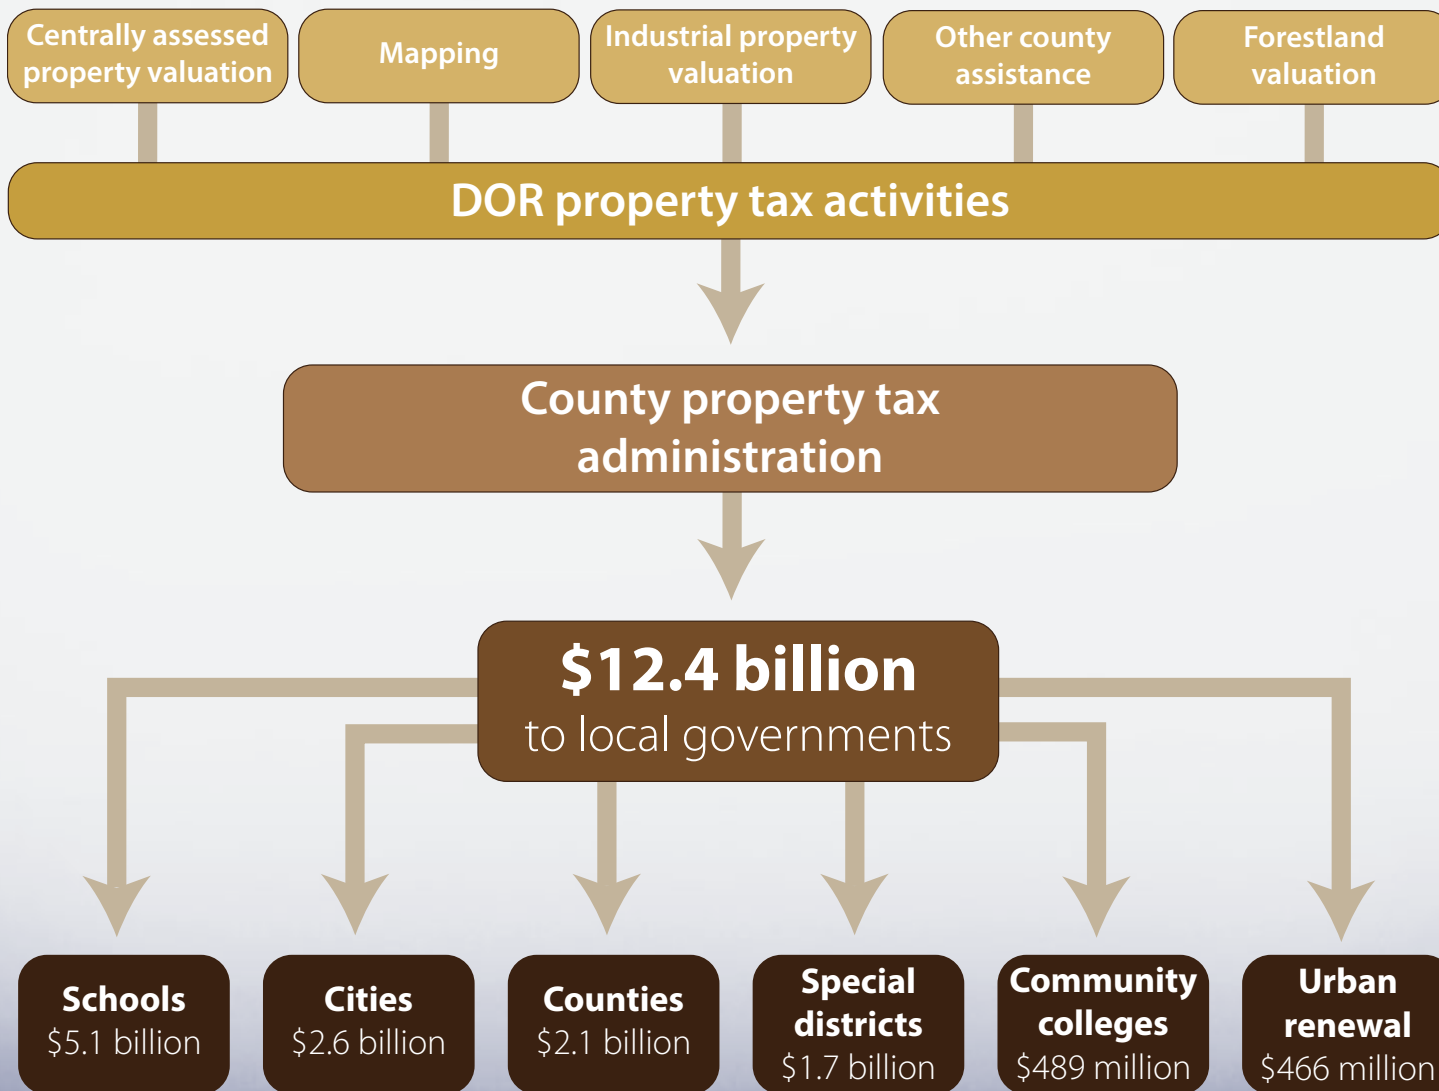 Centrally assessed
property valuation
Mapping
Industrial property
valuation
Other county
assistance
Forestland
valuation
DOR property tax activities
County property tax
administration
$12.4 billion
to local governments
Schools
$5.1 billion
Cities
$2.6 billion
Counties
$2.1 billion
Special
districts
$1.7 billion
Community
colleges
$489 million
Urban
renewal
$466 million